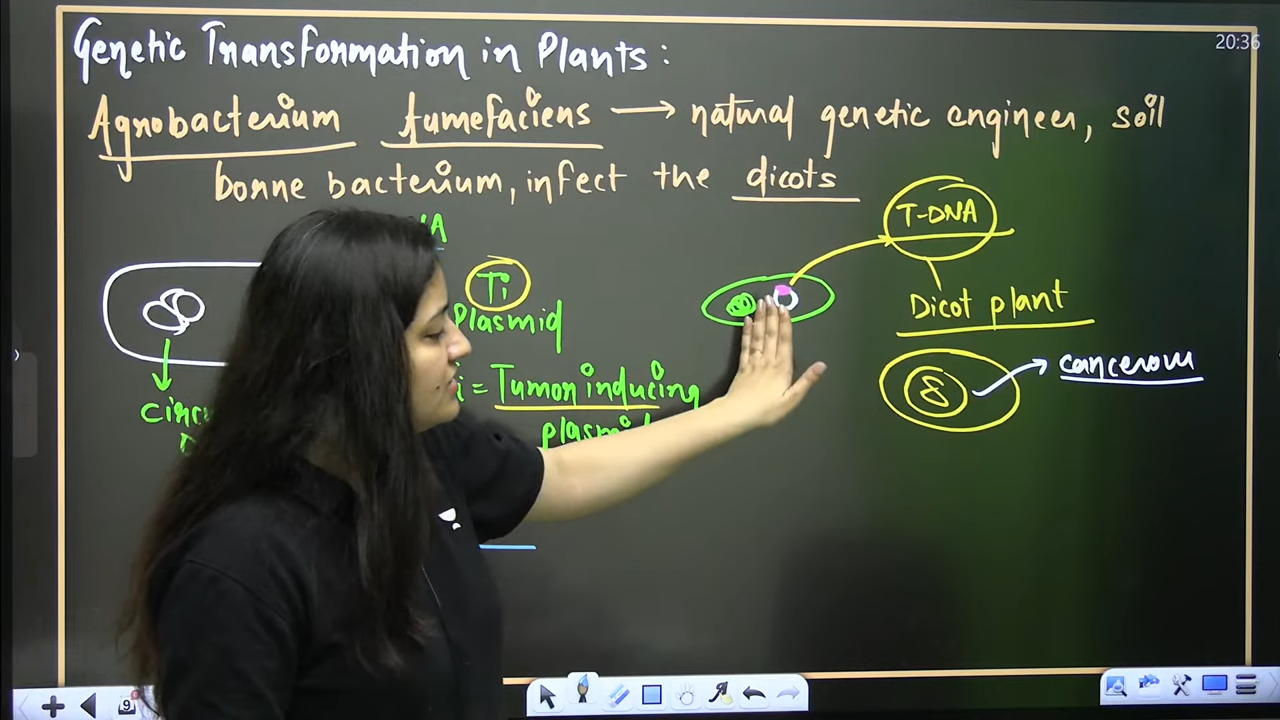 Genetic Transformation in Plants:
20:36
Agrobacterium tumefaciens → natural genetic engineer, soil
borne bacterium, infect the dicots
T-DNA
Ti
Plasmid
Dicot plant
= Tumor inducing
cancerous
9